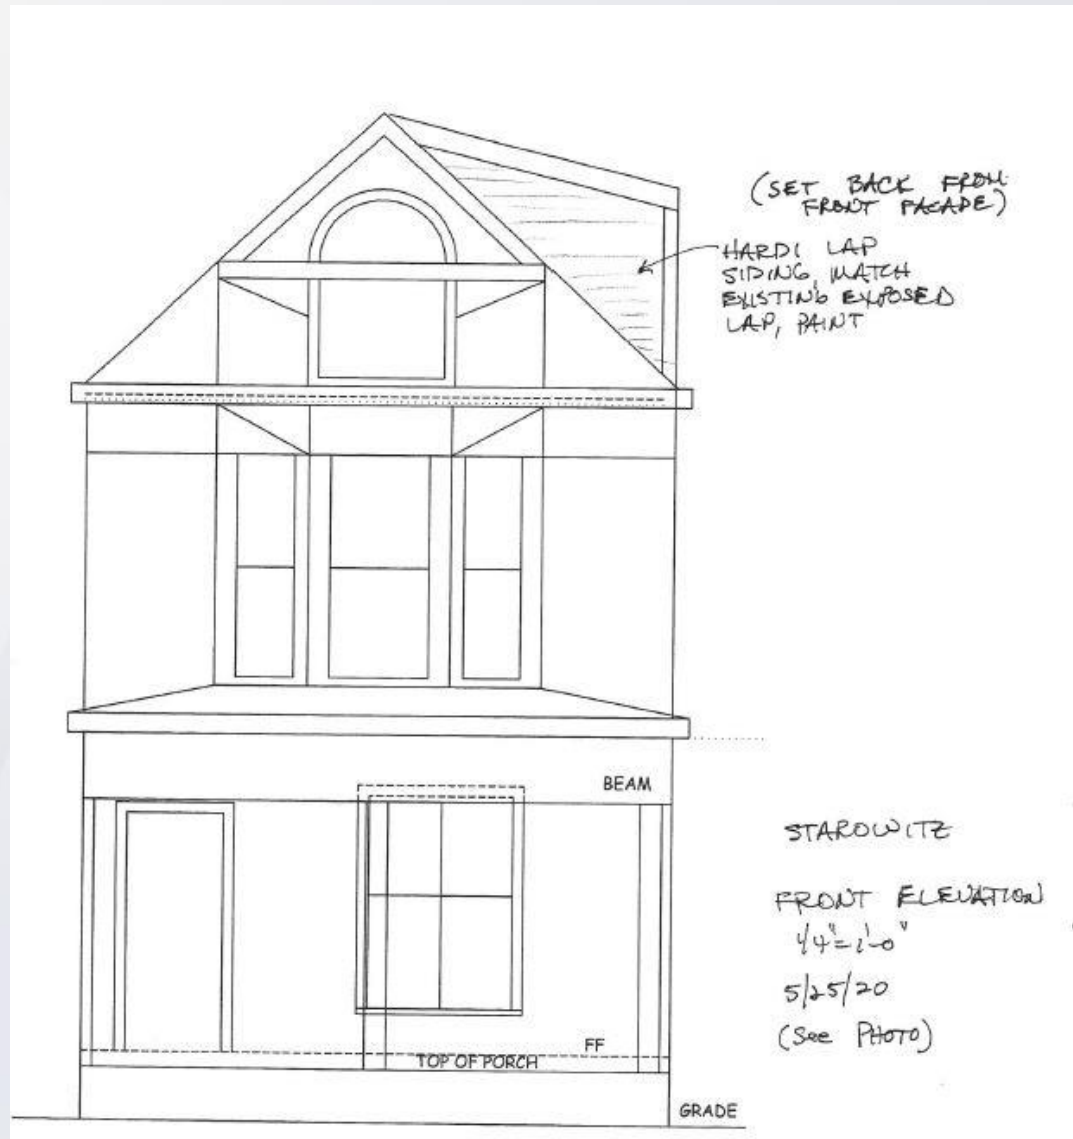 (SET BACK FROM
FRONT FACADE)
HARDI LAP
SIDING, MATCH
EXISTING EXPOSED
LAP, PAINT
BEAM
STAROWITZ
FRONT ELEVATION
1/4"=1'-0"
5/25/20
(See PHOTO)
FF
TOP OF PORCH
GRADE